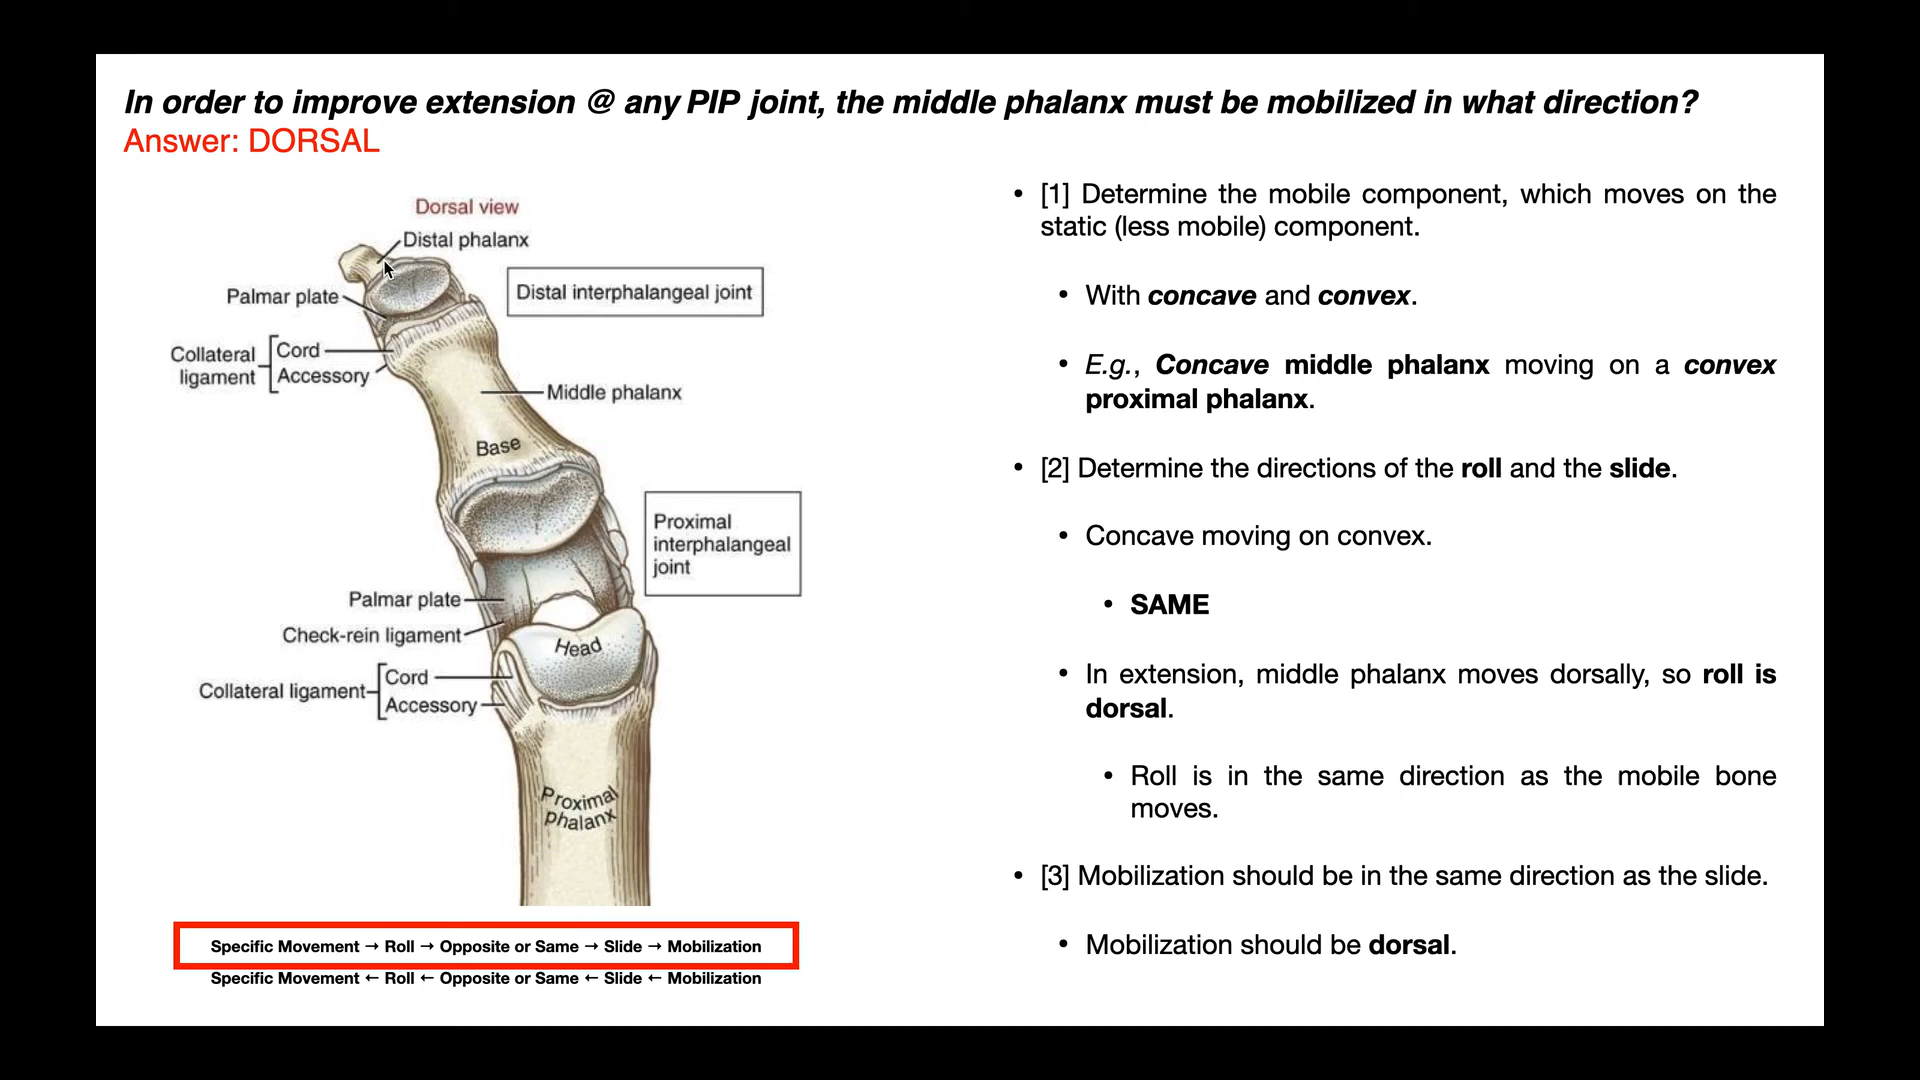 In order to improve extension @ any PIP joint, the middle phalanx must be mobilized in what direction?
Answer: DORSAL
Dorsal view
Distal phalanx
Distal interphalangeal joint
Palmar plate
Collateral ligament
Cord
Accessory
Middle phalanx
Base
Proximal
interphalangeal
joint
Palmar plate
Check-rein ligament
Head
Collateral ligament
Cord
Accessory
Proximal
phalanx
Specific Movement → Roll → Opposite or Same → Slide → Mobilization
Specific Movement ← Roll ← Opposite or Same ← Slide ← Mobilization
• [1] Determine the mobile component, which moves on the
static (less mobile) component.
• With concave and convex.
• E.g., Concave middle phalanx moving on a convex
proximal phalanx.
• [2] Determine the directions of the roll and the slide.
• Concave moving on convex.
• SAME
• In extension, middle phalanx moves dorsally, so roll is
dorsal.
• Roll is in the same direction as the mobile bone
moves.
• [3] Mobilization should be in the same direction as the slide.
• Mobilization should be dorsal.